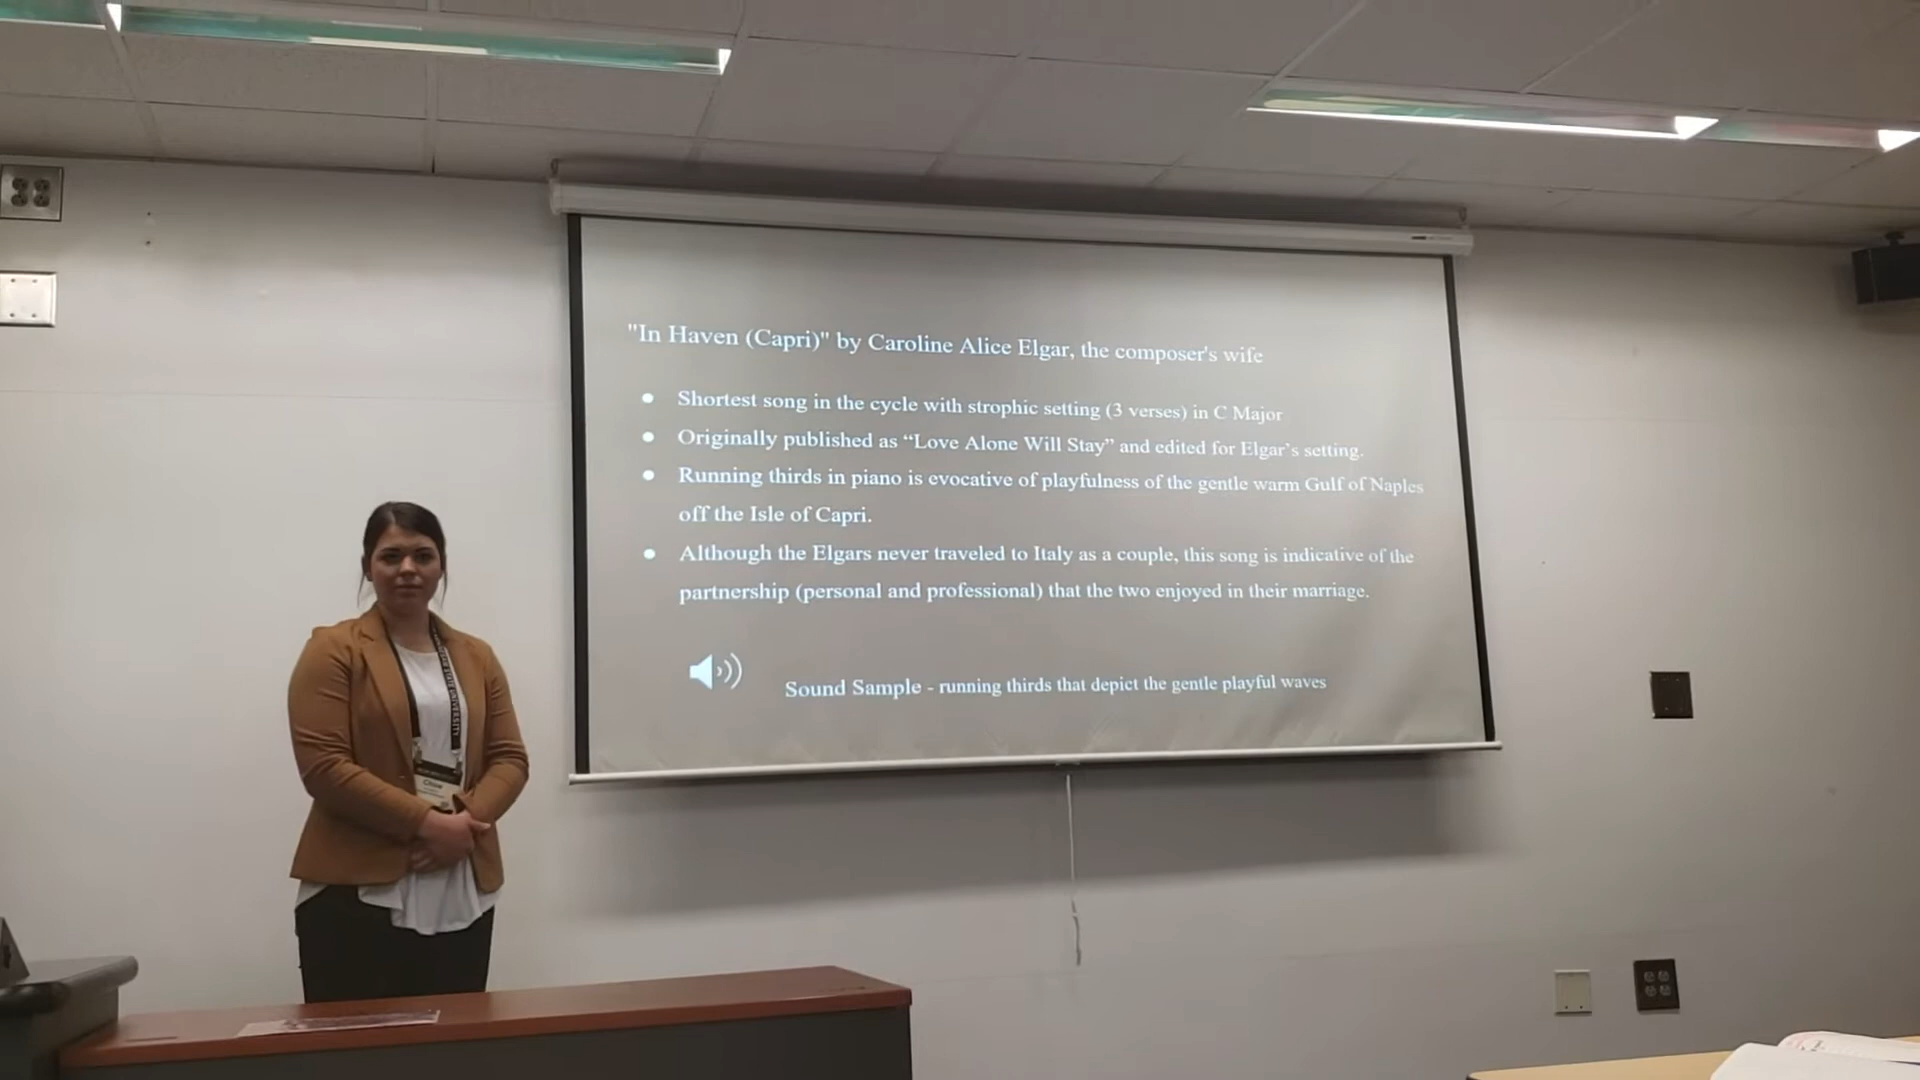 "In Haven (Capri)" by Caroline Alice Elgar, the composer's wife
● Shortest song in the cycle with strophic setting (3 verses) in C Major
● Originally published as “Love Alone Will Stay” and edited for Elgar’s setting.
● Running thirds in piano is evocative of playfulness of the gentle warm Gulf of Naples
off the Isle of Capri.
● Although the Elgars never traveled to Italy as a couple, this song is indicative of the
partnership (personal and professional) that the two enjoyed in their marriage.
Sound Sample - running thirds that depict the gentle playful waves
UNIVERSITY